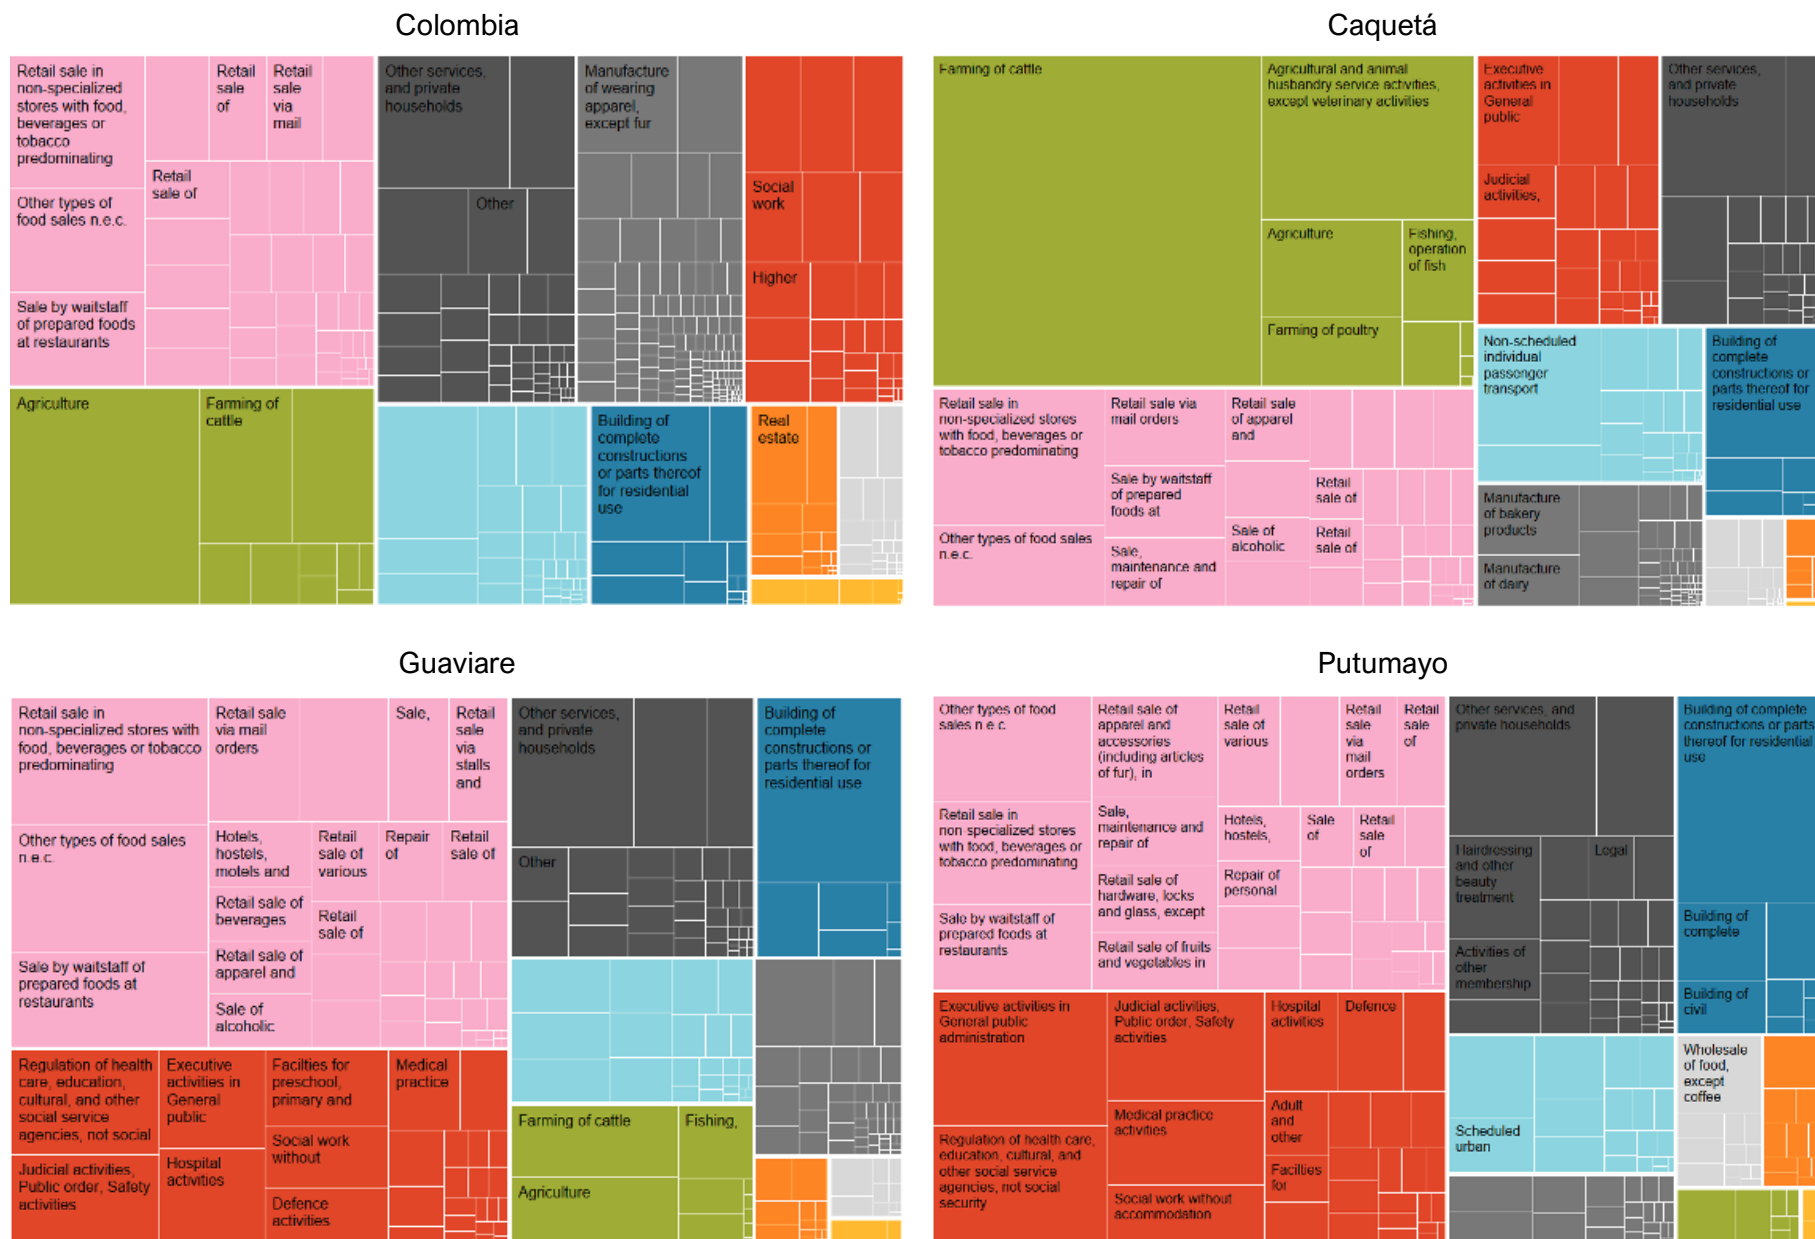 Colombia
Retail sale in
non-specialized
stores with food,
beverages or
tobacco
predominating
Retail
sale
of
Retail
sale
via
mail
Retail
sale of
Other types of
food sales n.e.c.
Sale by waitstaff
of prepared foods
at restaurants
Other services,
and private
households
Other
Manufacture
of wearing
apparel,
except fur
Social
work
Higher
Agriculture
Farming of
cattle
Building of
complete
constructions
or parts thereof
for residential
use
Real
estate
Caquetá
Farming of cattle
Agricultural and animal
husbandry service activities,
except veterinary activities
Agriculture
Fishing,
operation
of fish
Farming of poultry
Executive
activities in
General
public
Judicial
activities,
Other services,
and private
households
Retail sale in
non-specialized stores
with food, beverages or
tobacco predominating
Retail sale via
mail orders
Retail sale
of apparel
and
Sale by waitstaff
of prepared
foods at
Retail
sale of
Other types of food sales
n.e.c.
Sale,
maintenance and
repair of
Sale of
alcoholic
Retail
sale of
Non-scheduled
individual
passenger
transport
Building of
complete
constructions or
parts thereof for
residential use
Manufacture
of bakery
products
Manufacture
of dairy
Guaviare
Retail sale in
non-specialized stores with
food, beverages or tobacco
predominating
Retail sale
via mail
orders
Sale,
Retail
sale
via
stalls
and
Other types of food sales
n.e.c.
Hotels,
hostels,
motels and
Retail
sale of
various
Repair
of
Retail
sale of
Retail sale of
beverages
Retail
sale of
Sale by waitstaff of
prepared foods at
restaurants
Retail sale of
apparel and
Sale of
alcoholic
Other services,
and private
households
Other
Building of
complete
constructions or
parts thereof for
residential use
Regulation of health
care, education,
cultural, and other
social service
agencies, not social
Executive
activities in
General
public
Facilties for
preschool,
primary and
Medical
practice
Social work
without
Judicial activities,
Public order, Safety
activities
Hospital
activities
Defence
activities
Farming of cattle
Fishing,
Agriculture
Putumayo
Other types of food
sales n.e.c.
Retail sale of
apparel and
accessories
(including articles
of fur), in
Retail
sale of
various
Retail
sale
via
mail
orders
Retail
sale
of
Retail sale in
non-specialized stores
with food, beverages or
tobacco predominating
Sale,
maintenance and
repair of
Hotels,
hostels,
Sale
of
Retail
sale
of
Retail sale of
hardware, locks
and glass, except
Repair of
personal
Sale by waitstaff of
prepared foods at
restaurants
Retail sale of fruits
and vegetables in
Other services, and
private households
Hairdressing
and other
beauty
treatment
Legal
Activities of
other
membership
Building of complete
constructions or parts
thereof for residential
use
Building of
complete
Building of
civil
Executive activities in
General public
administration
Judicial activities,
Public order, Safety
activities
Hospital
activities
Defence
Medical practice
activities
Adult
and
other
Regulation of health care,
education, cultural, and
other social service
agencies, not social
security
Facilties
for
Social work without
accommodation
Scheduled
urban
Wholesale
of food,
except
coffee